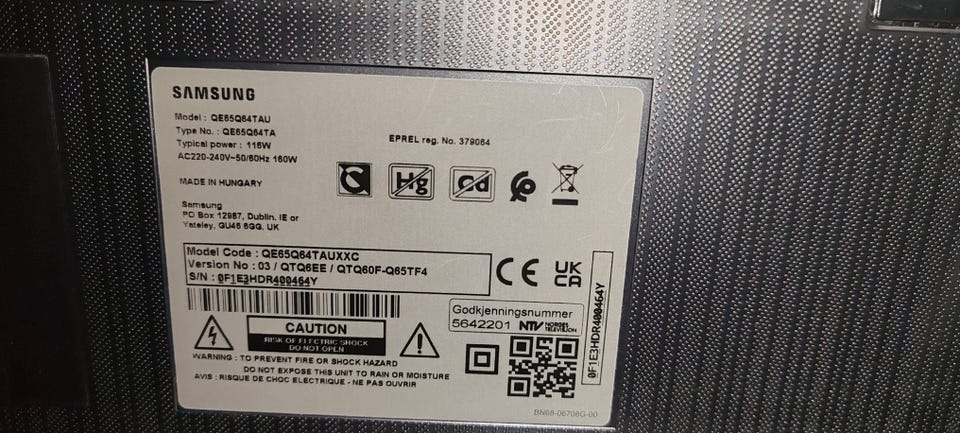 SAMSUNG
Model : QE65Q64TAU
Type No. : QE65Q64TA
Typical power : 116W
AC220-240V~50/60Hz 160W
EPREL reg. No. 379064
MADE IN HUNGARY
Hg
Cd
Samsung
PO Box 12987, Dublin, IE or
Yateley, GU46 6GG, UK
Model Code : QE65Q64TAUXXC
Version No : 03 / QTQ6EE / QTQ60F-Q65TF4
S/N : 0F1E3HDR400464Y
CE
UK
CA
Godkjenningsnummer
5642201 NTV NORGES
TELEVISJON
CAUTION
RISK OF ELECTRIC SHOCK
DO NOT OPEN
WARNING : TO PREVENT FIRE OR SHOCK HAZARD
DO NOT EXPOSE THIS UNIT TO RAIN OR MOISTURE
AVIS : RISQUE DE CHOC ELECTRIQUE - NE PAS OUVRIR
0F1E3HDR400464Y
BN68-06708G-00